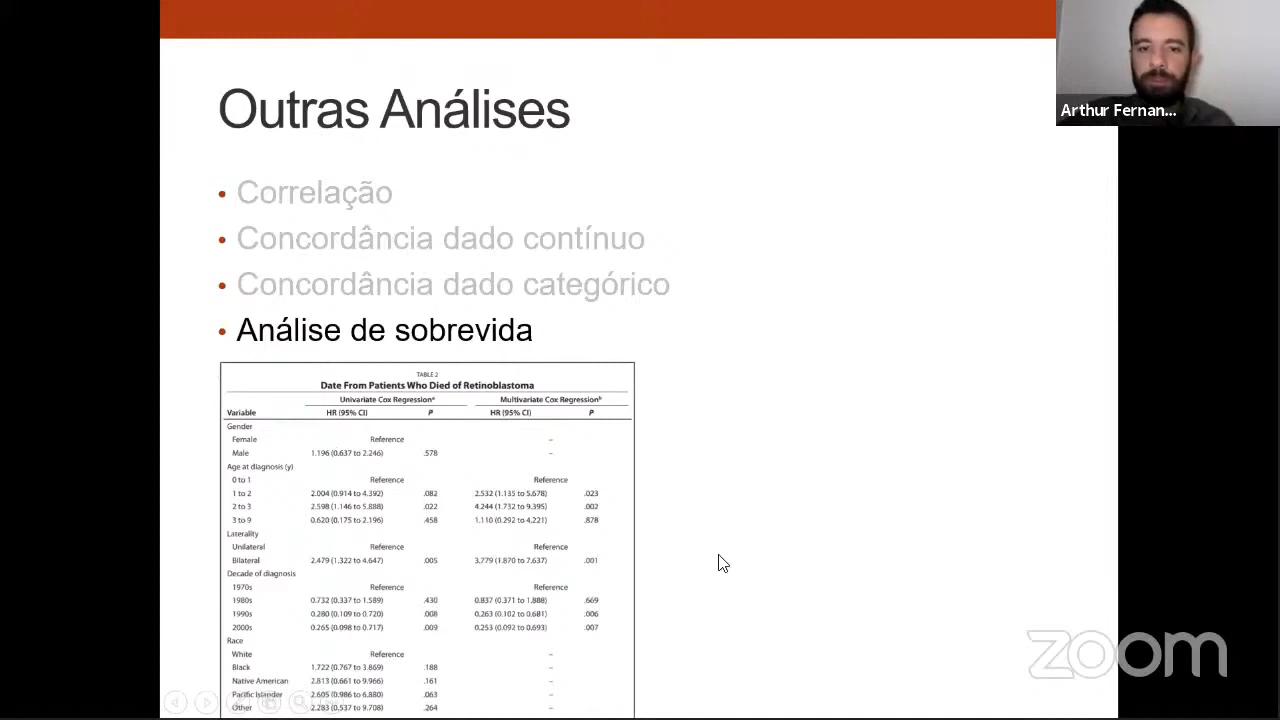 Outras Análises
Arthur Fernan...
• Correlação
• Concordância dado contínuo
• Concordância dado categórico
• Análise de sobrevida
TABLE 2
Date From Patients Who Died of Retinoblastoma
Univariate Cox Regressionᵃ Multivariate Cox Regressionᵇ
Variable HR (95% CI) P HR (95% CI) P
Gender
Female Reference –
Male 1.196 (0.637 to 2.246) .578 –
Age at diagnosis (y)
0 to 1 Reference Reference
1 to 2 2.004 (0.914 to 4.392) .082 2.532 (1.135 to 5.678) .023
2 to 3 2.598 (1.146 to 5.888) .022 4.244 (1.732 to 9.395) .002
3 to 9 0.620 (0.175 to 2.196) .458 1.110 (0.292 to 4.221) .878
Laterality
Unilateral Reference Reference
Bilateral 2.479 (1.322 to 4.647) .005 3.779 (1.870 to 7.637) .001
Decade of diagnosis
1970s Reference Reference
1980s 0.732 (0.337 to 1.589) .430 0.837 (0.371 to 1.888) .669
1990s 0.280 (0.109 to 0.720) .008 0.263 (0.102 to 0.681) .006
2000s 0.265 (0.098 to 0.717) .009 0.253 (0.092 to 0.693) .007
Race
White Reference –
Black 1.722 (0.767 to 3.869) .188 –
Native American 2.813 (0.661 to 9.966) .161 –
Pacific Islander 2.605 (0.986 to 6.880) .063 –
Other 2.283 (0.537 to 9.708) .264 –
zoom